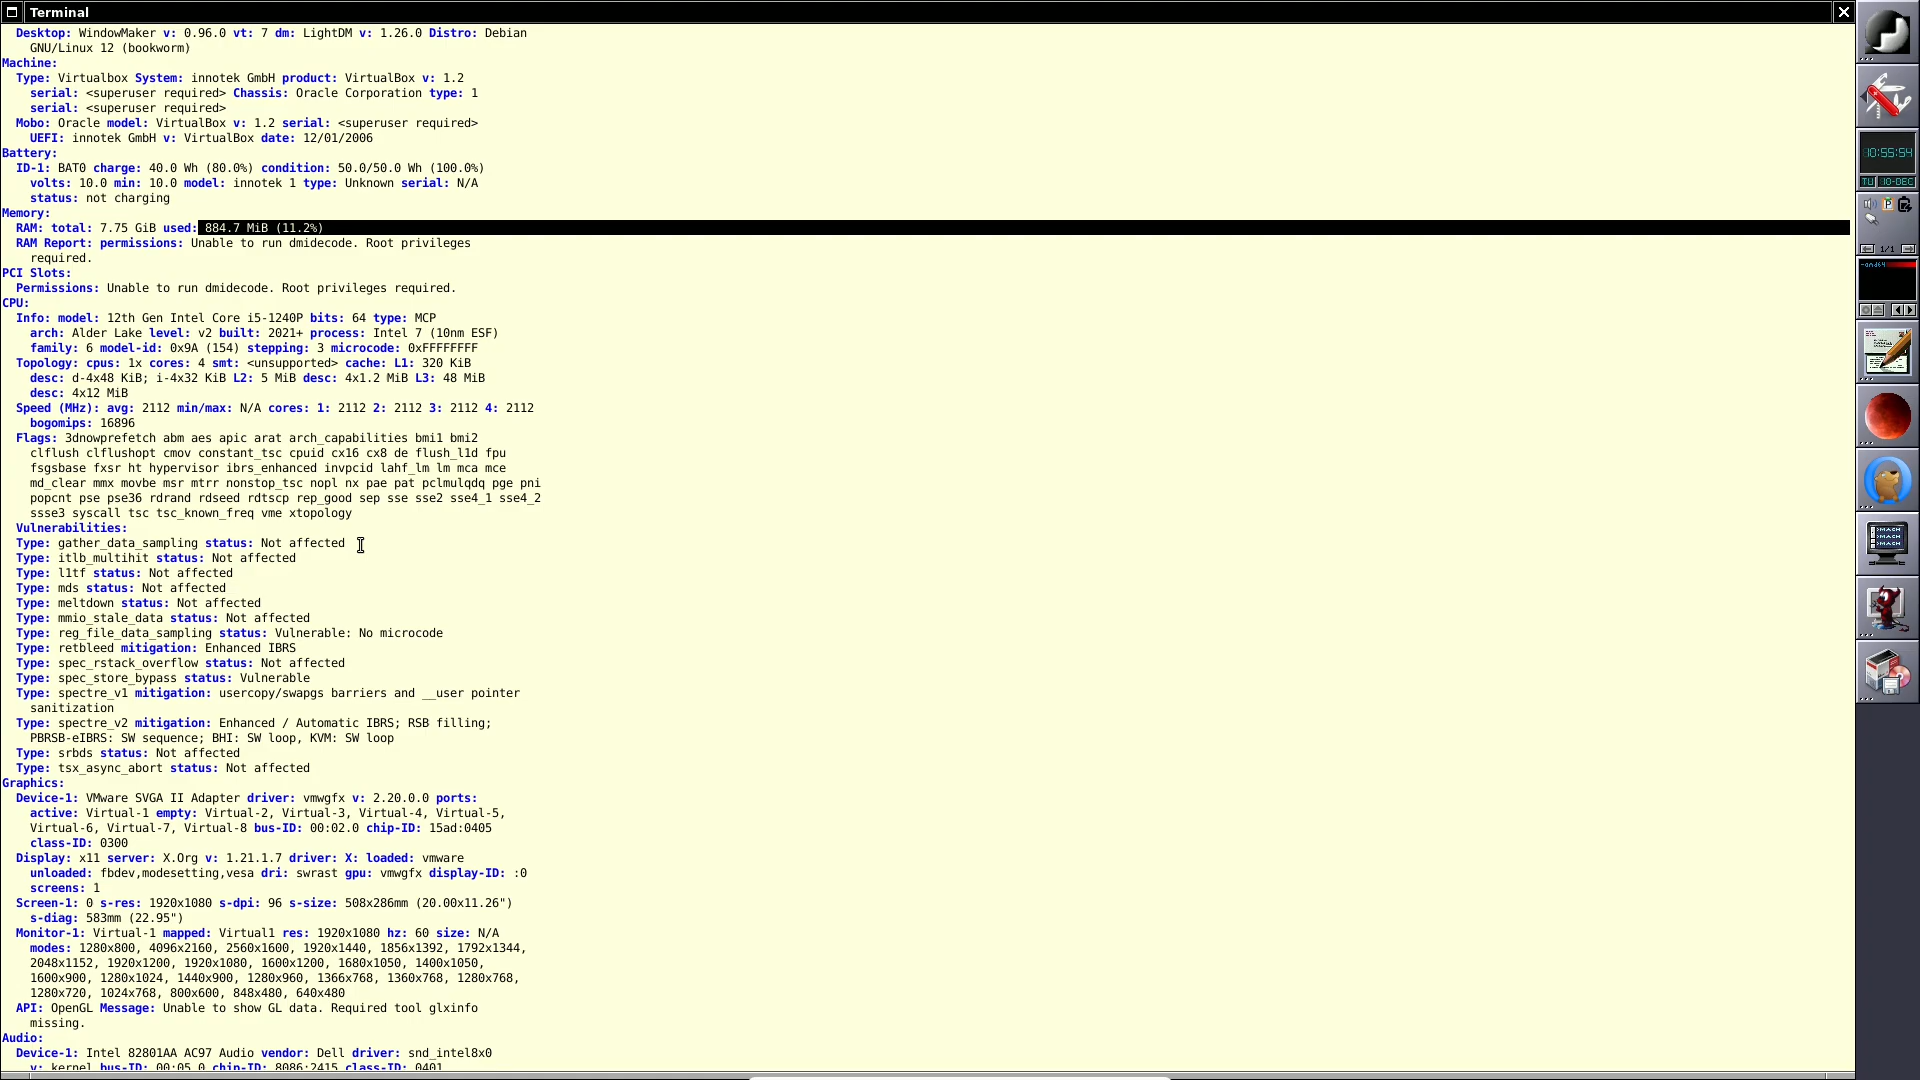 Terminal
Desktop: WindowMaker v: 0.96.0 vt: 7 dm: LightDM v: 1.26.0 Distro: Debian
GNU/Linux 12 (bookworm)
Machine:
Type: Virtualbox System: innotek GmbH product: VirtualBox v: 1.2
serial: <superuser required> Chassis: Oracle Corporation type: 1
serial: <superuser required>
Mobo: Oracle model: VirtualBox v: 1.2 serial: <superuser required>
UEFI: innotek GmbH v: VirtualBox date: 12/01/2006
Battery:
ID-1: BAT0 charge: 40.0 Wh (80.0%) condition: 50.0/50.0 Wh (100.0%)
volts: 10.0 min: 10.0 model: innotek 1 type: Unknown serial: N/A
status: not charging
Memory:
RAM: total: 7.75 GiB used: 884.7 MiB (11.2%)
RAM Report: permissions: Unable to run dmidecode. Root privileges
required.
PCI Slots:
Permissions: Unable to run dmidecode. Root privileges required.
CPU:
Info: model: 12th Gen Intel Core i5-1240P bits: 64 type: MCP
arch: Alder Lake level: v2 built: 2021+ process: Intel 7 (10nm ESF)
family: 6 model-id: 0x9A (154) stepping: 3 microcode: 0xFFFFFFFF
Topology: cpus: 1x cores: 4 smt: <unsupported> cache: L1: 320 KiB
desc: d-4x48 KiB; i-4x32 KiB L2: 5 MiB desc: 4x1.2 MiB L3: 48 MiB
desc: 4x12 MiB
Speed (MHz): avg: 2112 min/max: N/A cores: 1: 2112 2: 2112 3: 2112 4: 2112
bogomips: 16896
Flags: 3dnowprefetch abm aes apic arat arch_capabilities bmi1 bmi2
clflush clflushopt cmov constant_tsc cpuid cx16 cx8 de flush_l1d fpu
fsgsbase fxsr ht hypervisor ibrs_enhanced invpcid lahf_lm lm mca mce
md_clear mmx movbe msr mtrr nonstop_tsc nopl nx pae pat pclmulqdq pge pni
popcnt pse pse36 rdrand rdseed rdtscp rep_good sep sse sse2 sse4_1 sse4_2
ssse3 syscall tsc tsc_known_freq vme xtopology
Vulnerabilities:
Type: gather_data_sampling status: Not affected
Type: itlb_multihit status: Not affected
Type: l1tf status: Not affected
Type: mds status: Not affected
Type: meltdown status: Not affected
Type: mmio_stale_data status: Not affected
Type: reg_file_data_sampling status: Vulnerable: No microcode
Type: retbleed mitigation: Enhanced IBRS
Type: spec_rstack_overflow status: Not affected
Type: spec_store_bypass status: Vulnerable
Type: spectre_v1 mitigation: usercopy/swapgs barriers and __user pointer
sanitization
Type: spectre_v2 mitigation: Enhanced / Automatic IBRS; RSB filling;
PBRSB-eIBRS: SW sequence; BHI: SW loop, KVM: SW loop
Type: srbds status: Not affected
Type: tsx_async_abort status: Not affected
Graphics:
Device-1: VMware SVGA II Adapter driver: vmwgfx v: 2.20.0.0 ports:
active: Virtual-1 empty: Virtual-2, Virtual-3, Virtual-4, Virtual-5,
Virtual-6, Virtual-7, Virtual-8 bus-ID: 00:02.0 chip-ID: 15ad:0405
class-ID: 0300
Display: x11 server: X.Org v: 1.21.1.7 driver: X: loaded: vmware
unloaded: fbdev,modesetting,vesa dri: swrast gpu: vmwgfx display-ID: :0
screens: 1
Screen-1: 0 s-res: 1920x1080 s-dpi: 96 s-size: 508x286mm (20.00x11.26")
s-diag: 583mm (22.95")
Monitor-1: Virtual-1 mapped: Virtual1 res: 1920x1080 hz: 60 size: N/A
modes: 1280x800, 4096x2160, 2560x1600, 1920x1440, 1856x1392, 1792x1344,
2048x1152, 1920x1200, 1920x1080, 1600x1200, 1680x1050, 1400x1050,
1600x900, 1280x1024, 1440x900, 1280x960, 1366x768, 1360x768, 1280x768,
1280x720, 1024x768, 800x600, 848x480, 640x480
API: OpenGL Message: Unable to show GL data. Required tool glxinfo
missing.
Audio:
Device-1: Intel 82801AA AC97 Audio vendor: Dell driver: snd_intel8x0
v: kernel bus-ID: 00:05.0 chip-ID: 8086:2415 class-ID: 0401
10:55:54
TU 10-DEC
P
1/1
MACH
MACH
MACH